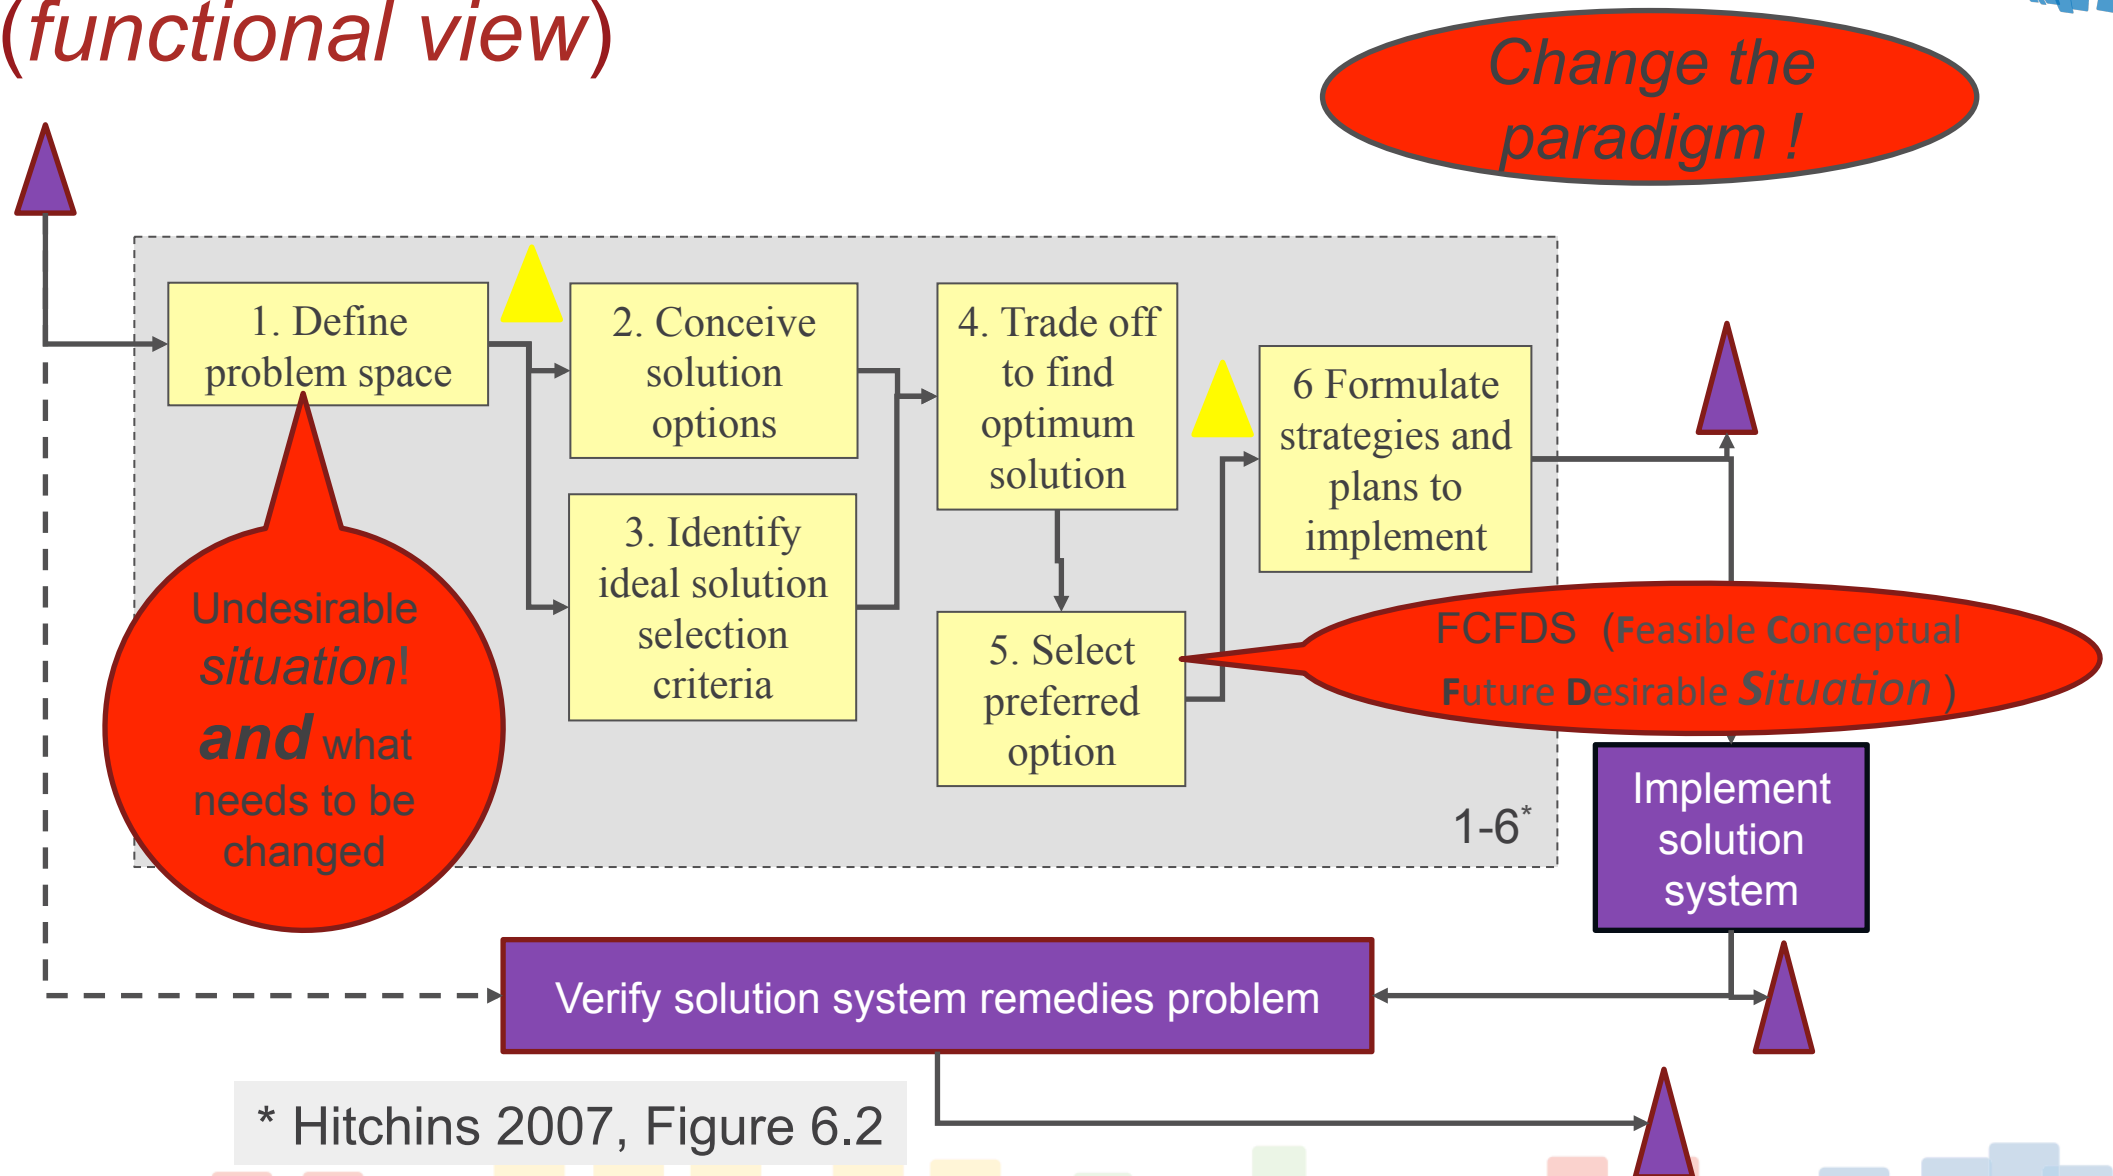 (functional view)
Change the
paradigm !
1. Define
problem space
2. Conceive
solution
options
3. Identify
ideal solution
selection
criteria
4. Trade off
to find
optimum
solution
5. Select
preferred
option
6 Formulate
strategies and
plans to
implement
Undesirable
situation!
and what
needs to be
changed
FCFDS (Feasible Conceptual
Future Desirable Situation )
1-6*
Implement
solution
system
Verify solution system remedies problem
* Hitchins 2007, Figure 6.2